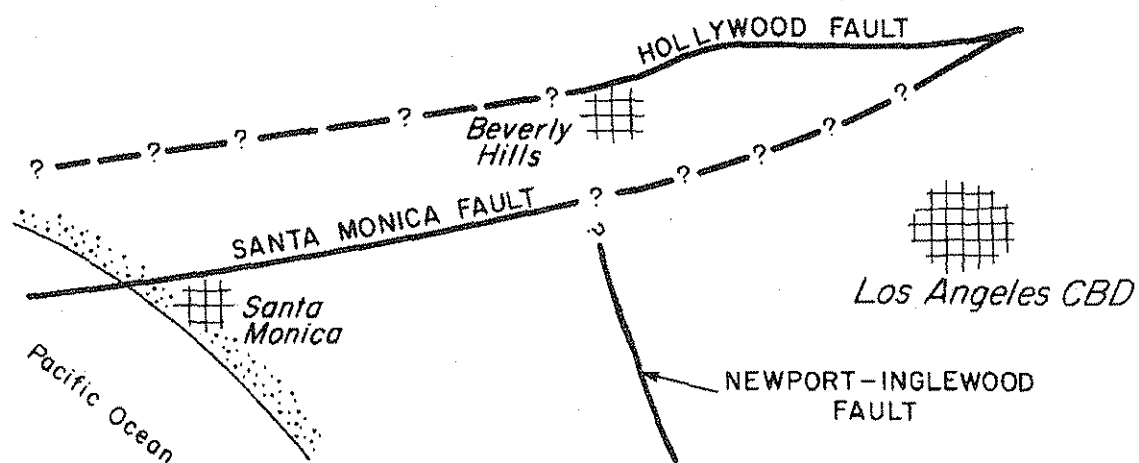 HOLLYWOOD FAULT
? ? ? ? ?
Beverly
Hills
? ? ? ? ?
?
SANTA MONICA FAULT
Los Angeles CBD
Santa
Monica
Pacific Ocean
NEWPORT-INGLEWOOD
FAULT